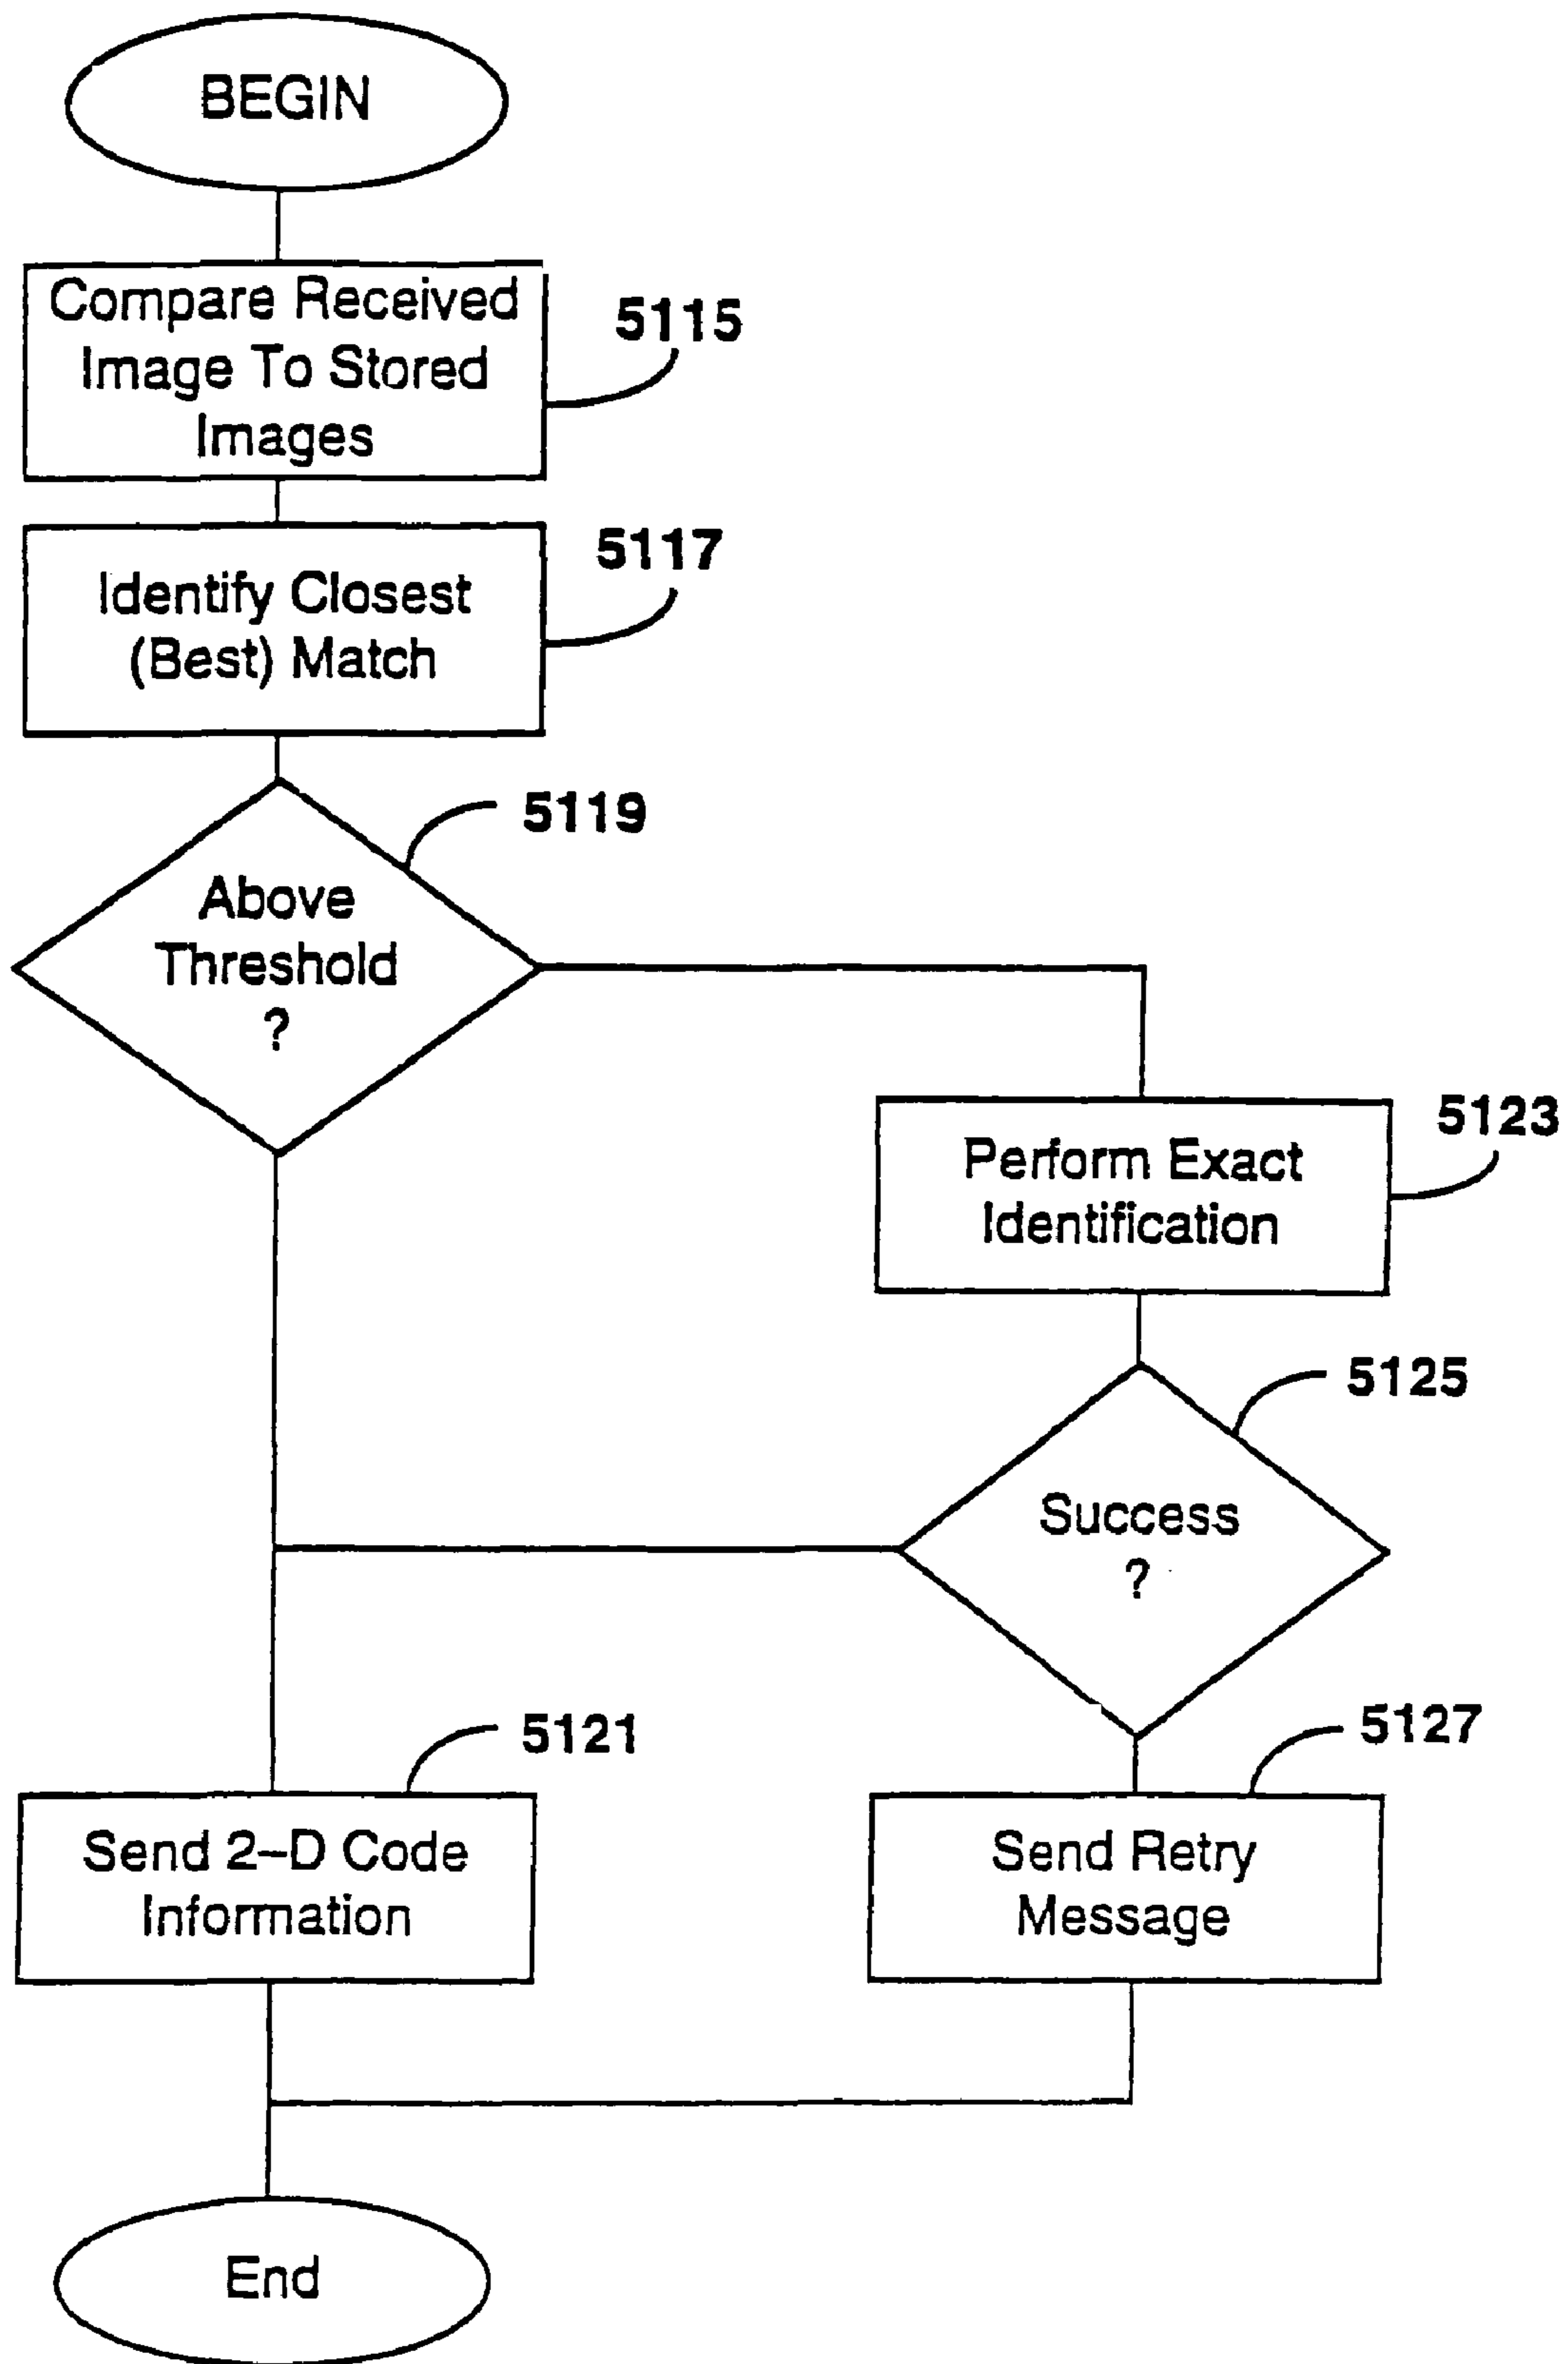 BEGIN
Compare Received
Image To Stored
Images
5115
Identify Closest
(Best) Match
5117
Above
Threshold
?
5119
Perform Exact
Identification
5123
Success
?
5125
Send 2-D Code
Information
5121
Send Retry
Message
5127
End